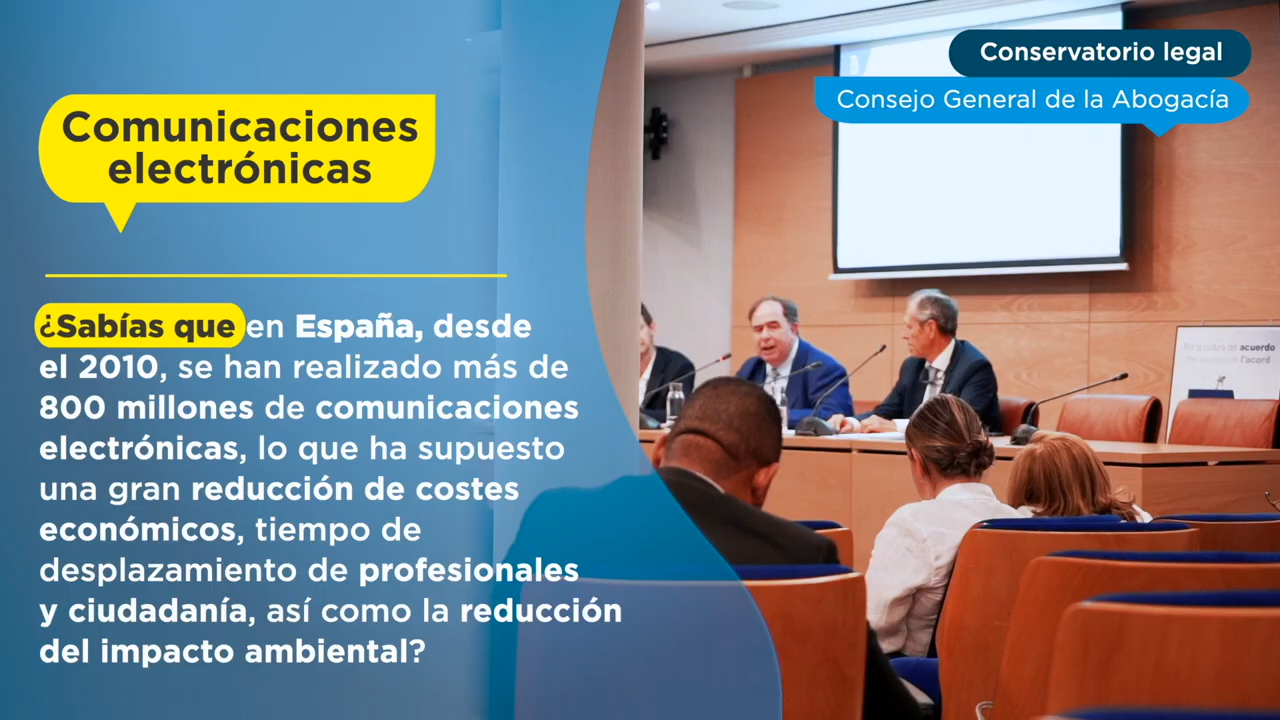 Conservatorio legal
Consejo General de la Abogacía
Comunicaciones
electrónicas
¿Sabías que en España, desde
el 2010, se han realizado más de
800 millones de comunicaciones
electrónicas, lo que ha supuesto
una gran reducción de costes
económicos, tiempo de
desplazamiento de profesionales
y ciudadanía, así como la reducción
del impacto ambiental?
acuerdo
l'acord